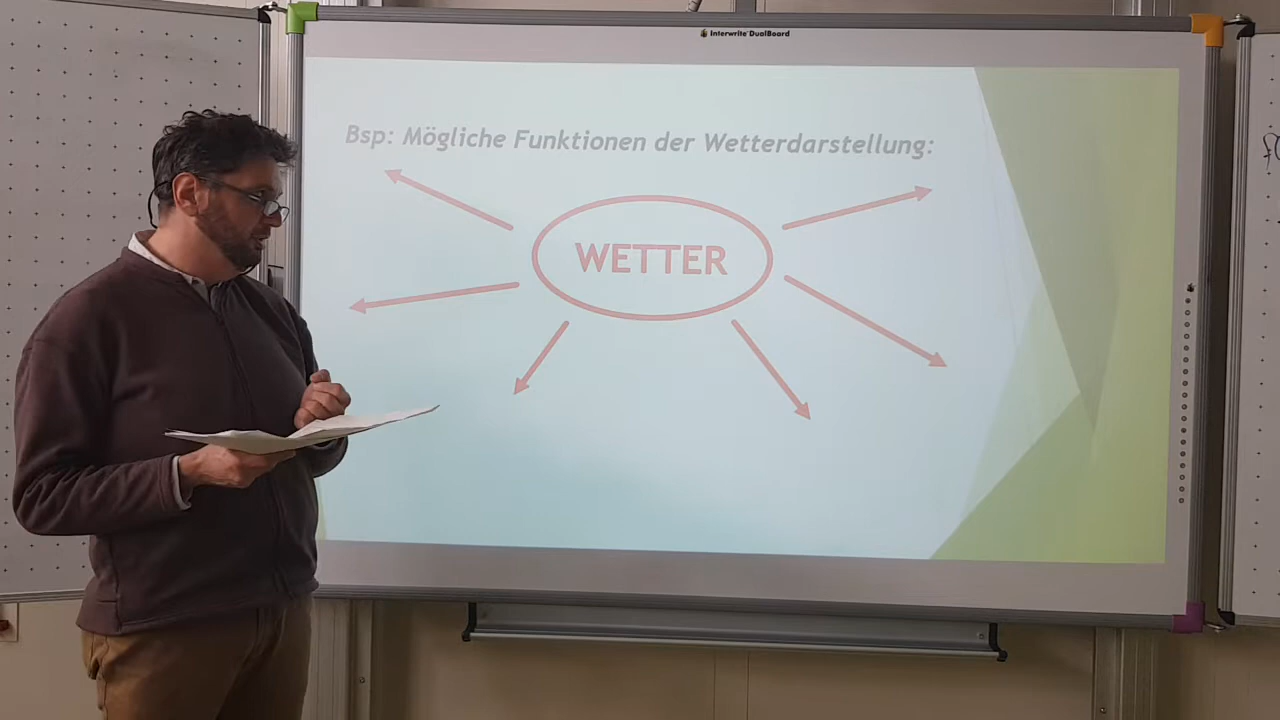 Interwrite DualBoard
Bsp: Mögliche Funktionen der Wetterdarstellung:
WETTER